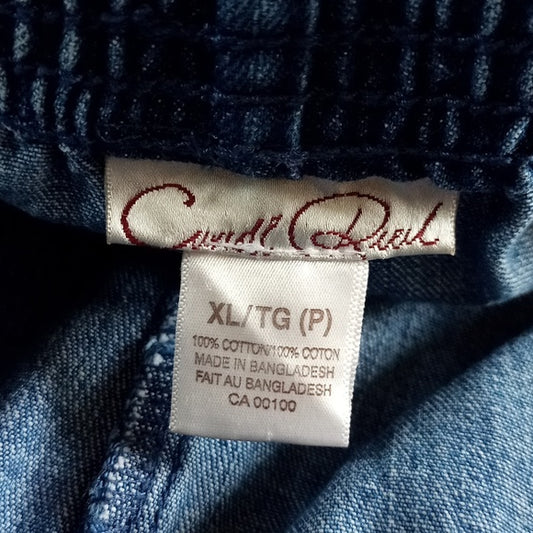 XL/TG (P)
100% COTTON/100% COTON
MADE IN BANGLADESH
FAIT AU BANGLADESH
CA 00100